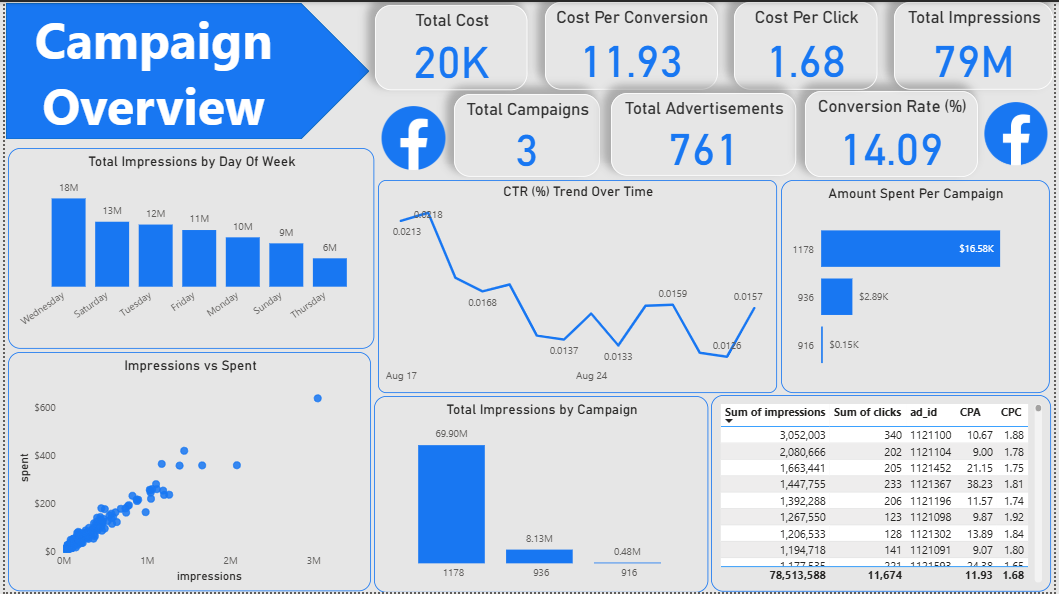 Campaign
Overview
Total Cost
20K
Cost Per Conversion
11.93
Cost Per Click
1.68
Total Impressions
79M
Total Campaigns
3
Total Advertisements
761
Conversion Rate (%)
14.09
Total Impressions by Day Of Week
18M
13M
12M
11M
10M
9M
6M
Wednesday
Saturday
Tuesday
Friday
Monday
Sunday
Thursday
CTR (%) Trend Over Time
0.0213
0.0218
0.0168
0.0137
0.0133
0.0159
0.0126
0.0157
Aug 17
Aug 24
Amount Spent Per Campaign
1178
$16.58K
936
$2.89K
916
$0.15K
Impressions vs Spent
spent
$600
$400
$200
$0
0M
1M
2M
3M
impressions
Total Impressions by Campaign
69.90M
8.13M
0.48M
1178
936
916
Sum of impressions Sum of clicks ad_id CPA CPC
3,052,003 340 1121100 10.67 1.88
2,080,666 202 1121104 9.00 1.78
1,663,441 205 1121452 21.15 1.75
1,447,755 233 1121367 38.23 1.81
1,392,288 206 1121196 11.57 1.74
1,267,550 123 1121098 9.87 1.92
1,206,533 128 1121302 13.89 1.84
1,194,718 141 1121091 9.07 1.80
78,513,588 11,674 11.93 1.68